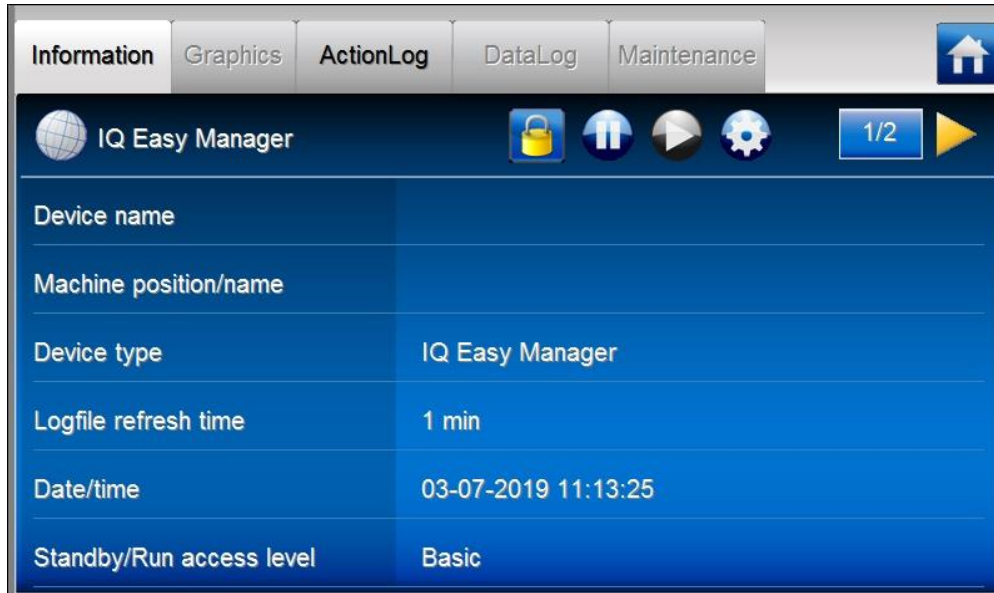 Information Graphics ActionLog DataLog Maintenance
IQ Easy Manager 1/2
Device name
Machine position/name
Device type IQ Easy Manager
Logfile refresh time 1 min
Date/time 03-07-2019 11:13:25
Standby/Run access level Basic